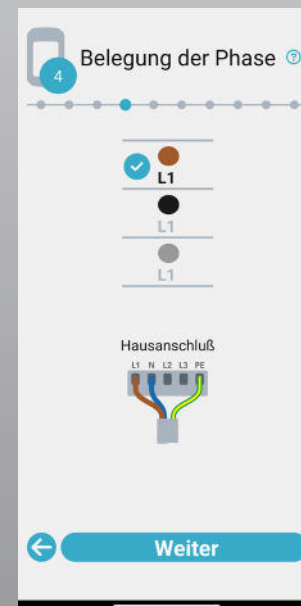 4
Belegung der Phase ?
L1
L1
L1
Hausanschluß
L1 N L2 L3 PE
Weiter